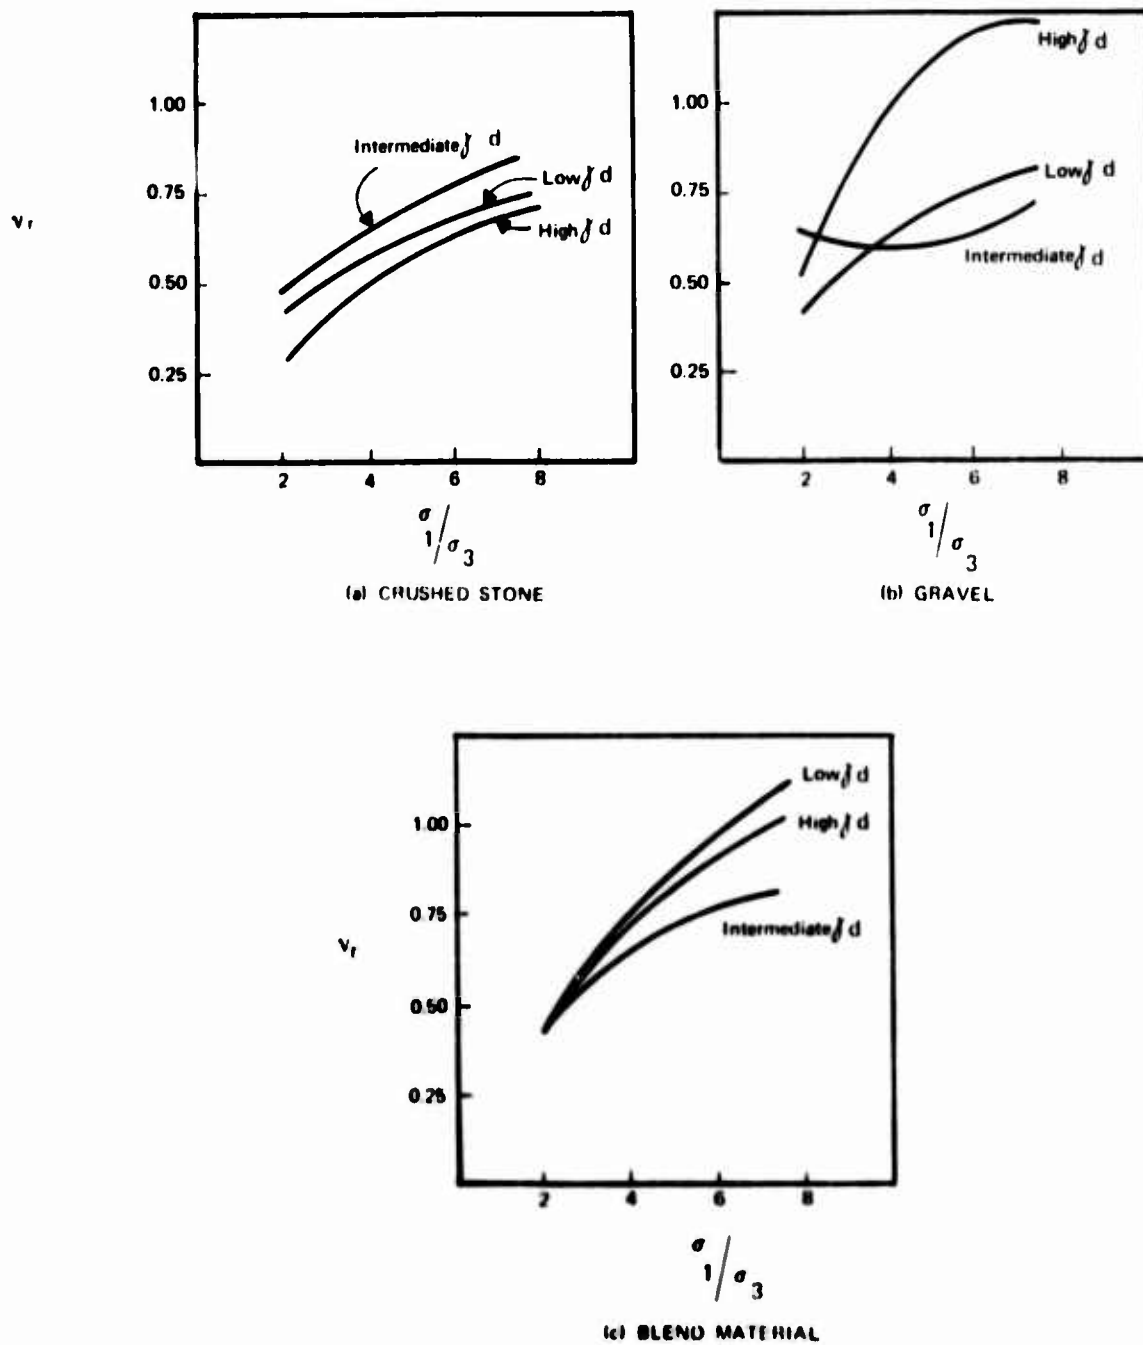 1.00
0.75
0.50
0.25
νr
Intermediate γ d
Low γ d
High γ d
2 4 6 8
σ1/σ3
(a) CRUSHED STONE
1.00
0.75
0.50
0.25
High γ d
Low γ d
Intermediate γ d
2 4 6 8
σ1/σ3
(b) GRAVEL
1.00
0.75
0.50
0.25
νr
Low γ d
High γ d
Intermediate γ d
2 4 6 8
σ1/σ3
(c) BLEND MATERIAL